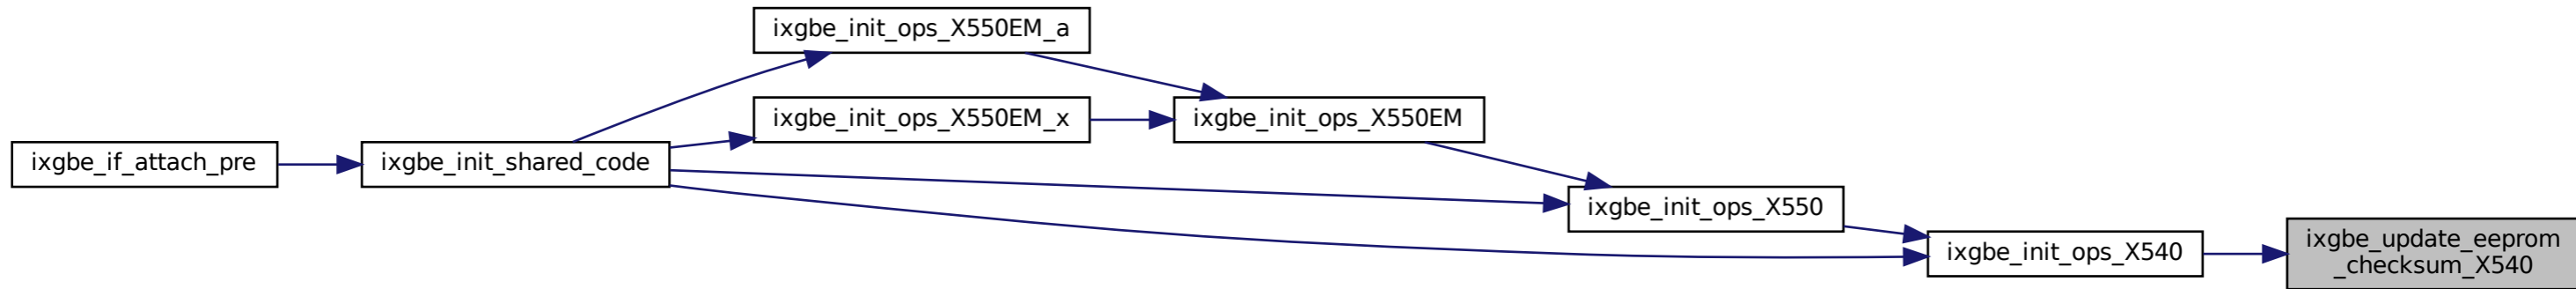 ixgbe_if_attach_pre
ixgbe_init_shared_code
ixgbe_init_ops_X550EM_a
ixgbe_init_ops_X550EM_x
ixgbe_init_ops_X550EM
ixgbe_init_ops_X550
ixgbe_init_ops_X540
ixgbe_update_eeprom
_checksum_X540